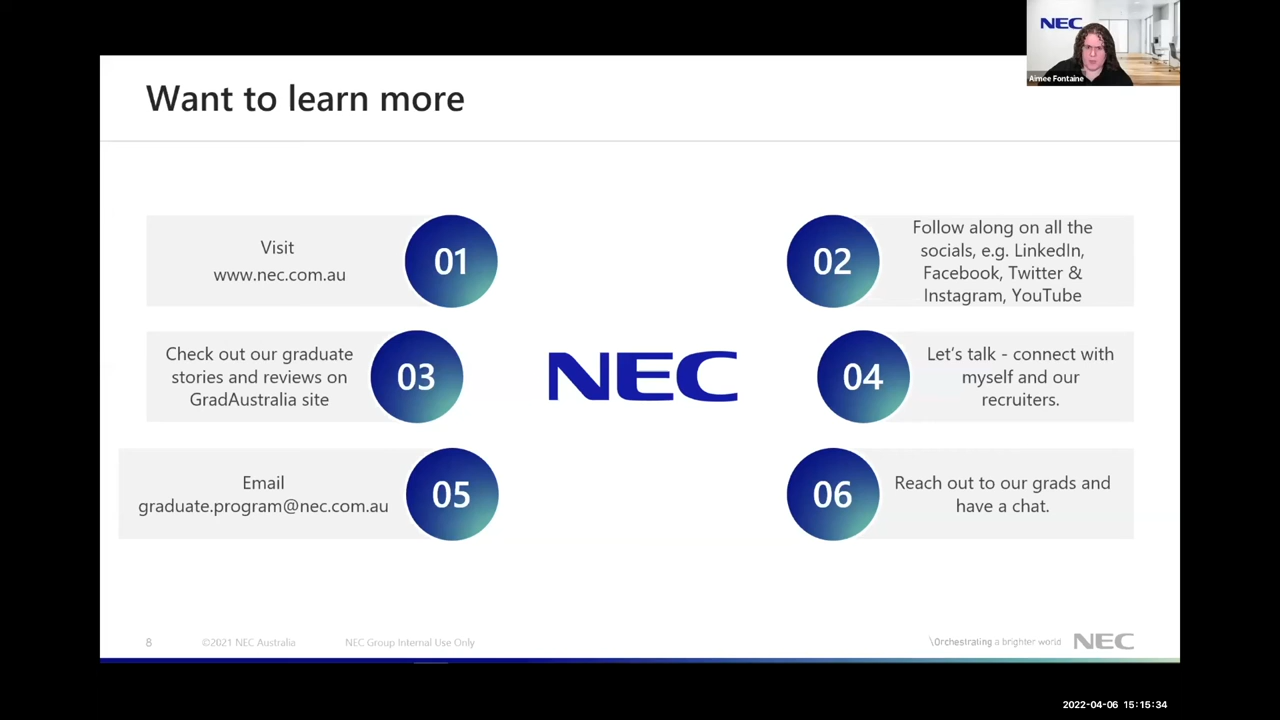 NEC
Aimee Fontaine
Want to learn more
Visit
www.nec.com.au
01
02
Follow along on all the
socials, e.g. LinkedIn,
Facebook, Twitter &
Instagram, YouTube
Check out our graduate
stories and reviews on
GradAustralia site
03
NEC
04
Let’s talk - connect with
myself and our
recruiters.
Email
graduate.program@nec.com.au
05
06
Reach out to our grads and
have a chat.
8
©2021 NEC Australia
NEC Group Internal Use Only
\Orchestrating a brighter world
NEC
2022-04-06 15:15:34